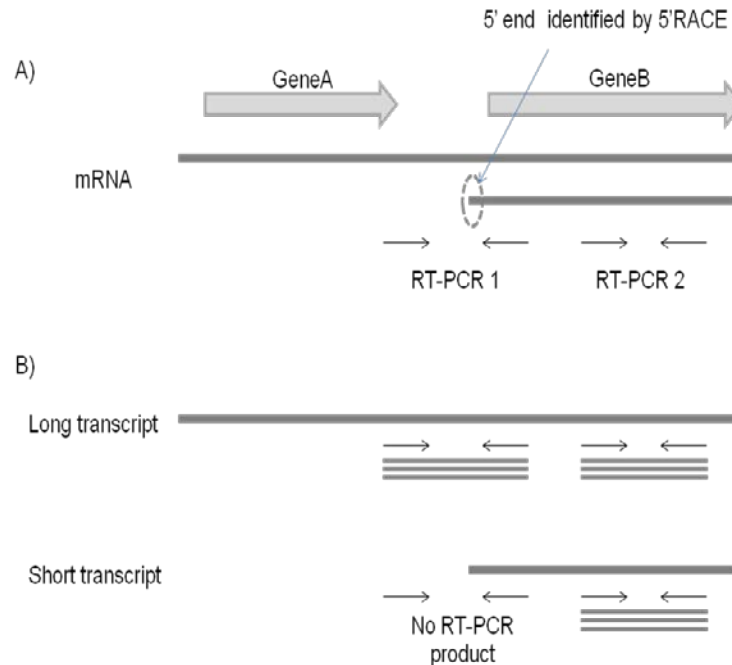 5' end identified by 5'RACE
A)
GeneA
GeneB
mRNA
RT-PCR 1
RT-PCR 2
B)
Long transcript
Short transcript
No RT-PCR
product